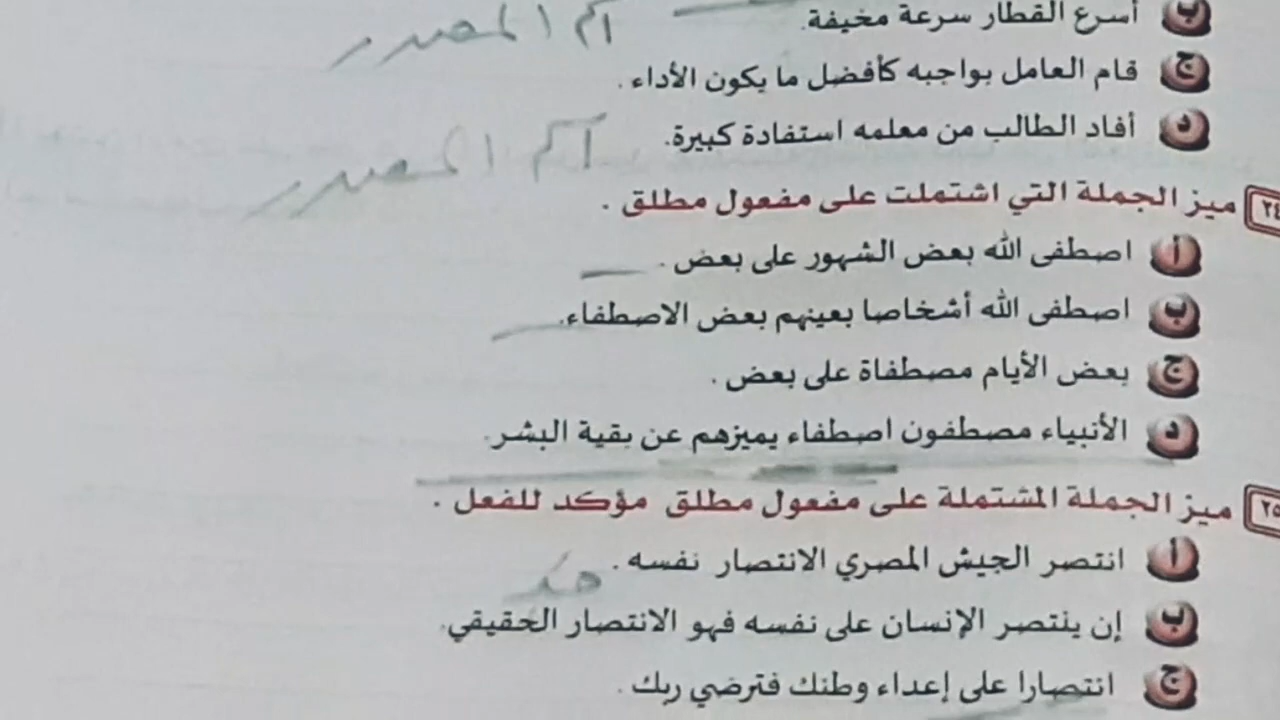 ب أسرع القطار سرعة مخيفة.
ج قام العامل بواجبه كأفضل ما يكون الأداء.
د أفاد الطالب من معلمه استفادة كبيرة.
٢٤ ميز الجملة التي اشتملت على مفعول مطلق.
أ اصطفى الله بعض الشهور على بعض.
ب اصطفى الله أشخاصا بعينهم بعض الاصطفاء.
ج بعض الأيام مصطفاة على بعض.
د الأنبياء مصطفون اصطفاء يميزهم عن بقية البشر.
٢٥ ميز الجملة المشتملة على مفعول مطلق مؤكد للفعل.
أ انتصر الجيش المصري الانتصار نفسه.
ب إن ينتصر الإنسان على نفسه فهو الانتصار الحقيقي.
ج انتصارا على إعداء وطنك فترضي ربك.